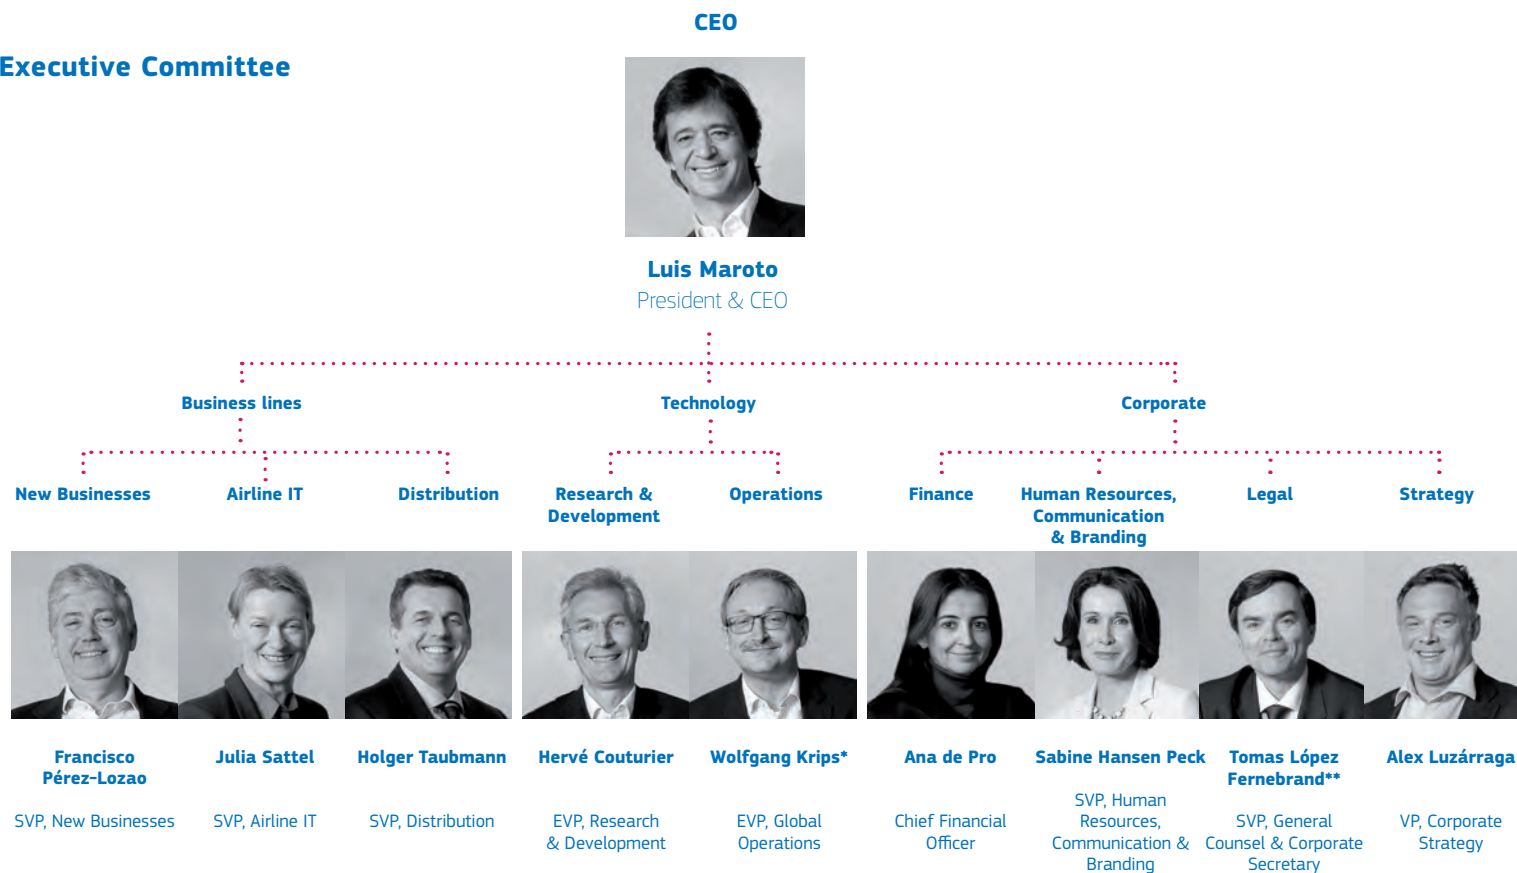 CEO
Executive Committee
Luis Maroto
President & CEO
Business lines
Technology
Corporate
New Businesses
Airline IT
Distribution
Research &
Development
Operations
Finance
Human Resources,
Communication
& Branding
Legal
Strategy
Francisco
Pérez-Lozao
SVP, New Businesses
Julia Sattel
SVP, Airline IT
Holger Taubmann
SVP, Distribution
Hervé Couturier
EVP, Research
& Development
Wolfgang Krips*
EVP, Global
Operations
Ana de Pro
Chief Financial
Officer
Sabine Hansen Peck
SVP, Human
Resources,
Communication &
Branding
Tomas López
Fernebrand**
SVP, General
Counsel & Corporate
Secretary
Alex Luzárraga
VP, Corporate
Strategy